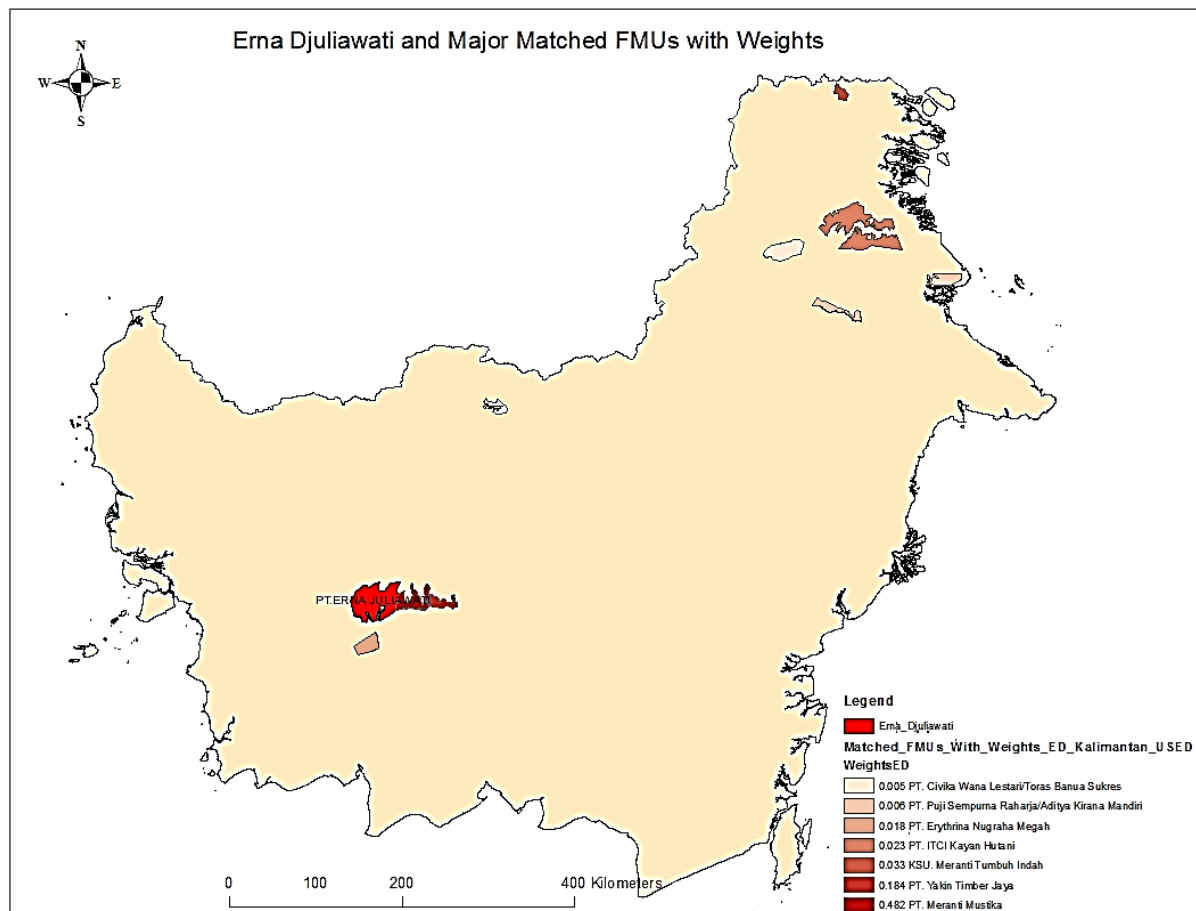 Erna Djuliawati and Major Matched FMUs with Weights
N
W E
S
PT.ERNA JULIAWATI
Legend
Erna_Djuliawati
Matched_FMUs_With_Weights_ED_Kalimantan_USED
WeightsED
0.005 PT. Civika Wana Lestari/Toras Banua Sukres
0.006 PT. Puji Sempurna Raharja/Aditya Kirana Mandiri
0.018 PT. Erythrina Nugraha Megah
0.023 PT. ITCI Kayan Hutani
0.033 KSU. Meranti Tumbuh Indah
0.184 PT. Yakin Timber Jaya
0.482 PT. Meranti Mustika
0 100 200 400 Kilometers